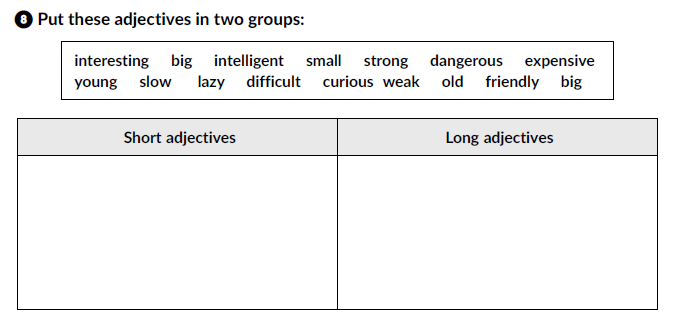 8 Put these adjectives in two groups:
interesting big intelligent small strong dangerous expensive
young slow lazy difficult curious weak old friendly big
Short adjectives Long adjectives